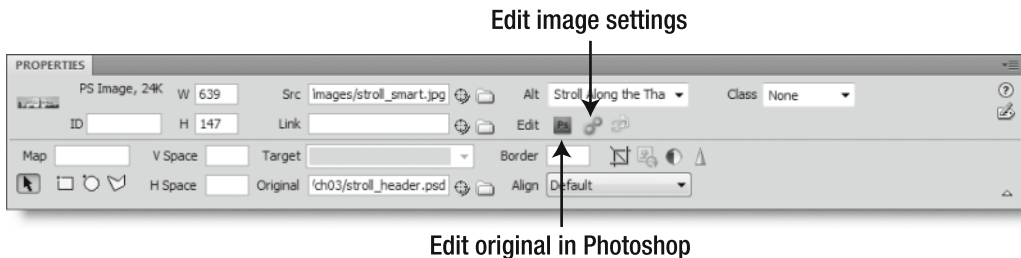 Edit image settings
PROPERTIES
PS Image, 24K W 639 Src images/stroll_smart.jpg Alt Stroll Along the Tha Class None
ID H 147 Link Edit Ps
Map V Space Target Border
H Space Original /ch03/stroll_header.psd Align Default
Edit original in Photoshop